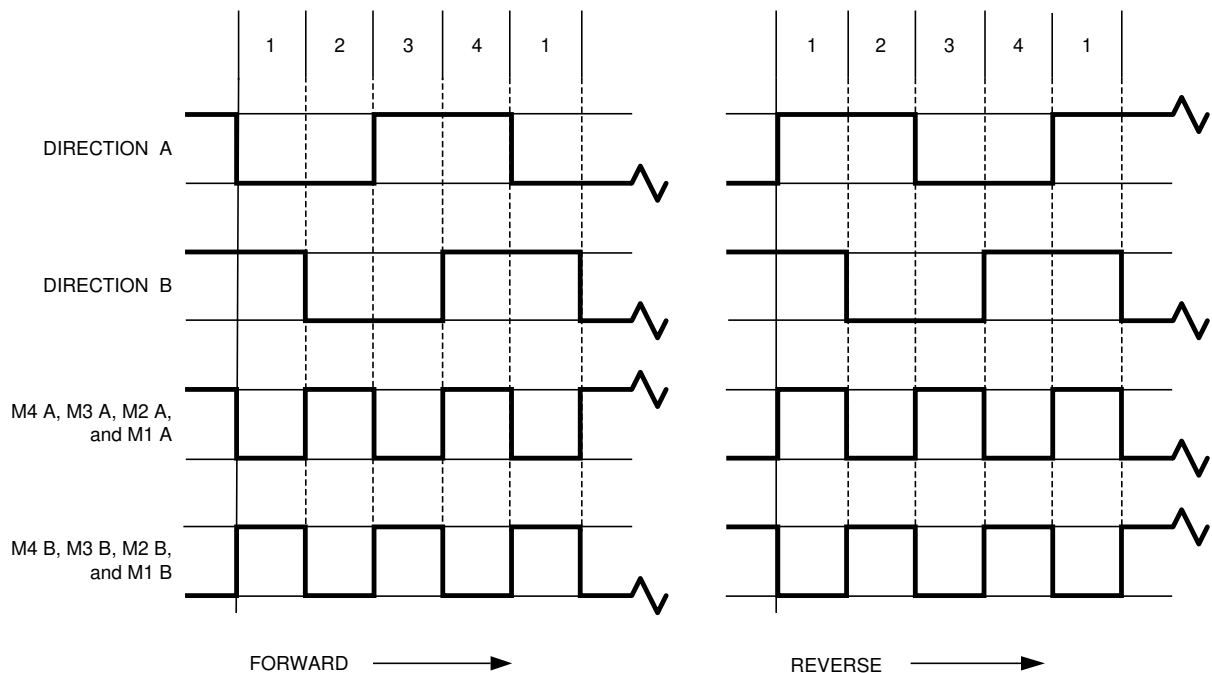 1 2 3 4 1
1 2 3 4 1
DIRECTION A
DIRECTION B
M4 A, M3 A, M2 A,
and M1 A
M4 B, M3 B, M2 B,
and M1 B
FORWARD
REVERSE